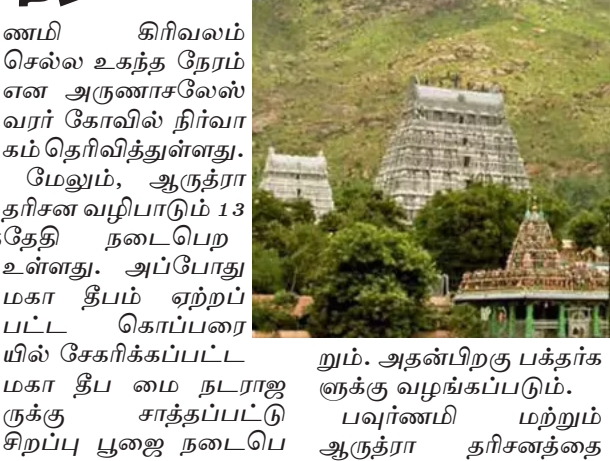 ணமி கிரிவலம்
செல்ல உகந்த நேரம்
என அருணாசலேஸ்
வரர் கோவில் நிர்வா
கம் தெரிவித்துள்ளது.
மேலும், ஆருத்ரா
தரிசன வழிபாடும் 13
தேதி நடைபெற
உள்ளது. அப்போது
மகா தீபம் ஏற்றப்
பட்ட கொப்பரை
யில் சேகரிக்கப்பட்ட
மகா தீப மை நடராஜ
ருக்கு சாத்தப்பட்டு
சிறப்பு பூஜை நடைபெ
றும். அதன்பிறகு பக்தர்க
ளுக்கு வழங்கப்படும்.
பவுர்ணமி மற்றும்
ஆருத்ரா தரிசனத்தை